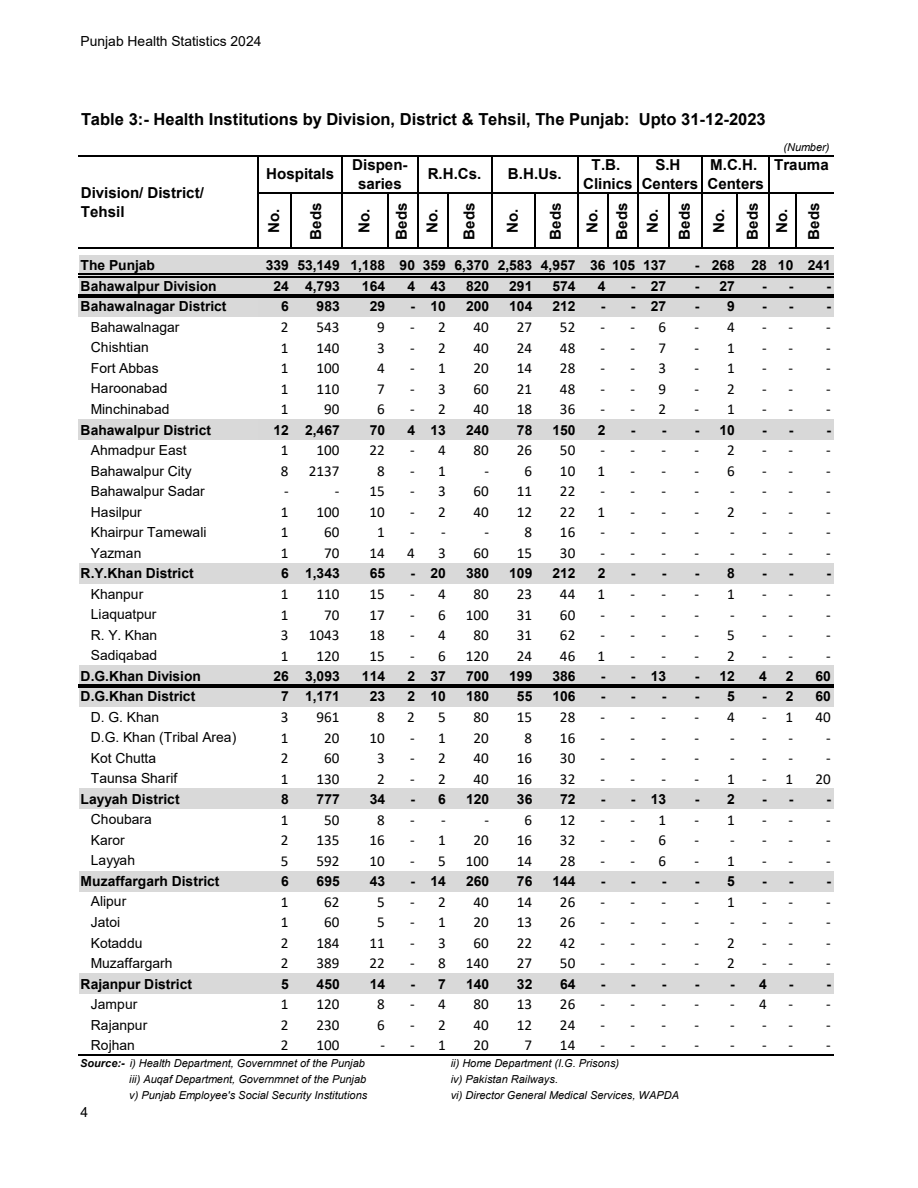 Punjab Health Statistics 2024
Table 3:- Health Institutions by Division, District & Tehsil, The Punjab: Upto 31-12-2023
(Number)
Division/ District/ Tehsil Hospitals Dispen-saries R.H.Cs. B.H.Us. T.B. Clinics S.H Centers M.C.H. Centers Trauma
No. Beds No. Beds No. Beds No. Beds No. Beds No. Beds No. Beds No. Beds
The Punjab 339 53,149 1,188 90 359 6,370 2,583 4,957 36 105 137 - 268 28 10 241
Bahawalpur Division 24 4,793 164 4 43 820 291 574 4 - 27 - 27 - - -
Bahawalnagar District 6 983 29 - 10 200 104 212 - - 27 - 9 - - -
Bahawalnagar 2 543 9 - 2 40 27 52 - - 6 - 4 - - -
Chishtian 1 140 3 - 2 40 24 48 - - 7 - 1 - - -
Fort Abbas 1 100 4 - 1 20 14 28 - - 3 - 1 - - -
Haroonabad 1 110 7 - 3 60 21 48 - - 9 - 2 - - -
Minchinabad 1 90 6 - 2 40 18 36 - - 2 - 1 - - -
Bahawalpur District 12 2,467 70 4 13 240 78 150 2 - - - 10 - - -
Ahmadpur East 1 100 22 - 4 80 26 50 - - - - 2 - - -
Bahawalpur City 8 2137 8 - 1 - 6 10 1 - - - 6 - - -
Bahawalpur Sadar - - 15 - 3 60 11 22 - - - - - - - -
Hasilpur 1 100 10 - 2 40 12 22 1 - - - 2 - - -
Khairpur Tamewali 1 60 1 - - - 8 16 - - - - - - - -
Yazman 1 70 14 4 3 60 15 30 - - - - - - - -
R.Y.Khan District 6 1,343 65 - 20 380 109 212 2 - - - 8 - - -
Khanpur 1 110 15 - 4 80 23 44 1 - - - 1 - - -
Liaquatpur 1 70 17 - 6 100 31 60 - - - - - - - -
R. Y. Khan 3 1043 18 - 4 80 31 62 - - - - 5 - - -
Sadiqabad 1 120 15 - 6 120 24 46 1 - - - 2 - - -
D.G.Khan Division 26 3,093 114 2 37 700 199 386 - - 13 - 12 4 2 60
D.G.Khan District 7 1,171 23 2 10 180 55 106 - - - - 5 - 2 60
D. G. Khan 3 961 8 2 5 80 15 28 - - - - 4 - 1 40
D.G. Khan (Tribal Area) 1 20 10 - 1 20 8 16 - - - - - - - -
Kot Chutta 2 60 3 - 2 40 16 30 - - - - - - - -
Taunsa Sharif 1 130 2 - 2 40 16 32 - - - - 1 - 1 20
Layyah District 8 777 34 - 6 120 36 72 - - 13 - 2 - - -
Choubara 1 50 8 - - - 6 12 - - 1 - 1 - - -
Karor 2 135 16 - 1 20 16 32 - - 6 - - - - -
Layyah 5 592 10 - 5 100 14 28 - - 6 - 1 - - -
Muzaffargarh District 6 695 43 - 14 260 76 144 - - - - 5 - - -
Alipur 1 62 5 - 2 40 14 26 - - - - 1 - - -
Jatoi 1 60 5 - 1 20 13 26 - - - - - - - -
Kotaddu 2 184 11 - 3 60 22 42 - - - - 2 - - -
Muzaffargarh 2 389 22 - 8 140 27 50 - - - - 2 - - -
Rajanpur District 5 450 14 - 7 140 32 64 - - - - - 4 - -
Jampur 1 120 8 - 4 80 13 26 - - - - - 4 - -
Rajanpur 2 230 6 - 2 40 12 24 - - - - - - - -
Rojhan 2 100 - - 1 20 7 14 - - - - - - - -
Source:- i) Health Department, Governmnet of the Punjab ii) Home Department (I.G. Prisons)
iii) Auqaf Department, Governmnet of the Punjab iv) Pakistan Railways.
v) Punjab Employee's Social Security Institutions vi) Director General Medical Services, WAPDA
4